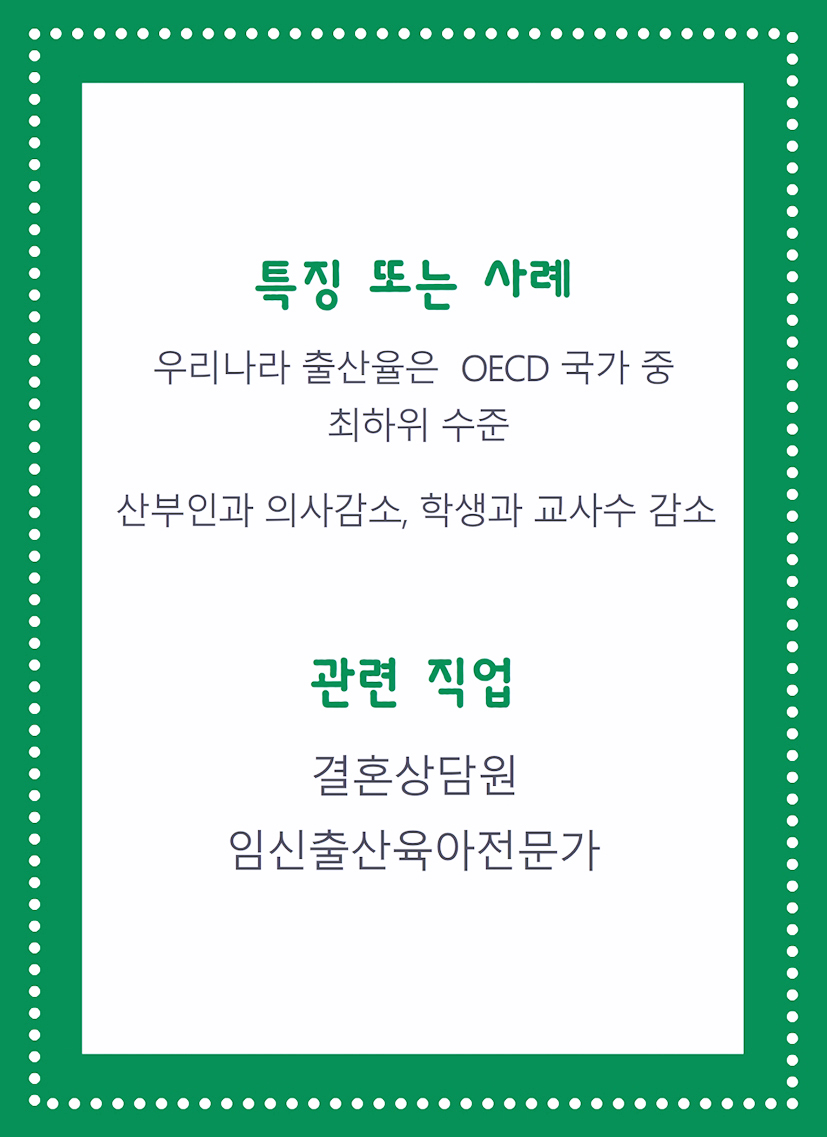 특징 또는 사례
우리나라 출산율은 OECD 국가 중
최하위 수준
산부인과 의사감소, 학생과 교사수 감소
관련 직업
결혼상담원
임신출산육아전문가